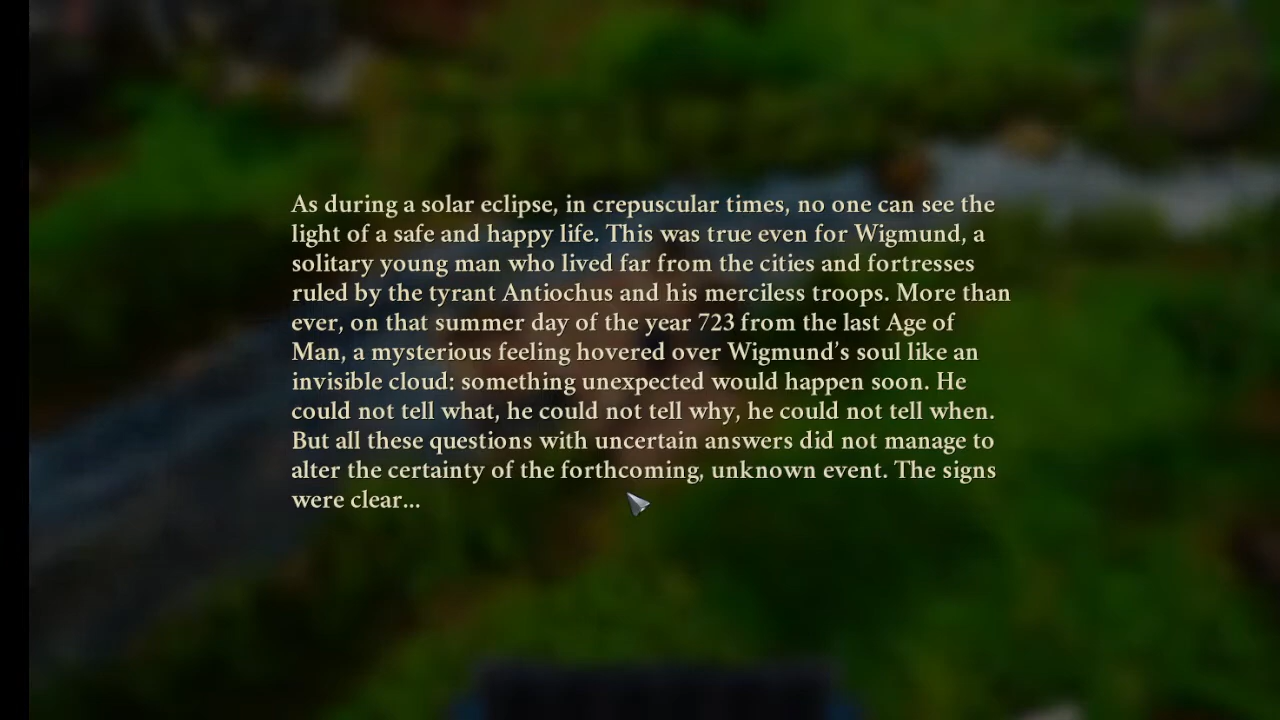 As during a solar eclipse, in crepuscular times, no one can see the
light of a safe and happy life. This was true even for Wigmund, a
solitary young man who lived far from the cities and fortresses
ruled by the tyrant Antiochus and his merciless troops. More than
ever, on that summer day of the year 723 from the last Age of
Man, a mysterious feeling hovered over Wigmund's soul like an
invisible cloud: something unexpected would happen soon. He
could not tell what, he could not tell why, he could not tell when.
But all these questions with uncertain answers did not manage to
alter the certainty of the forthcoming, unknown event. The signs
were clear...